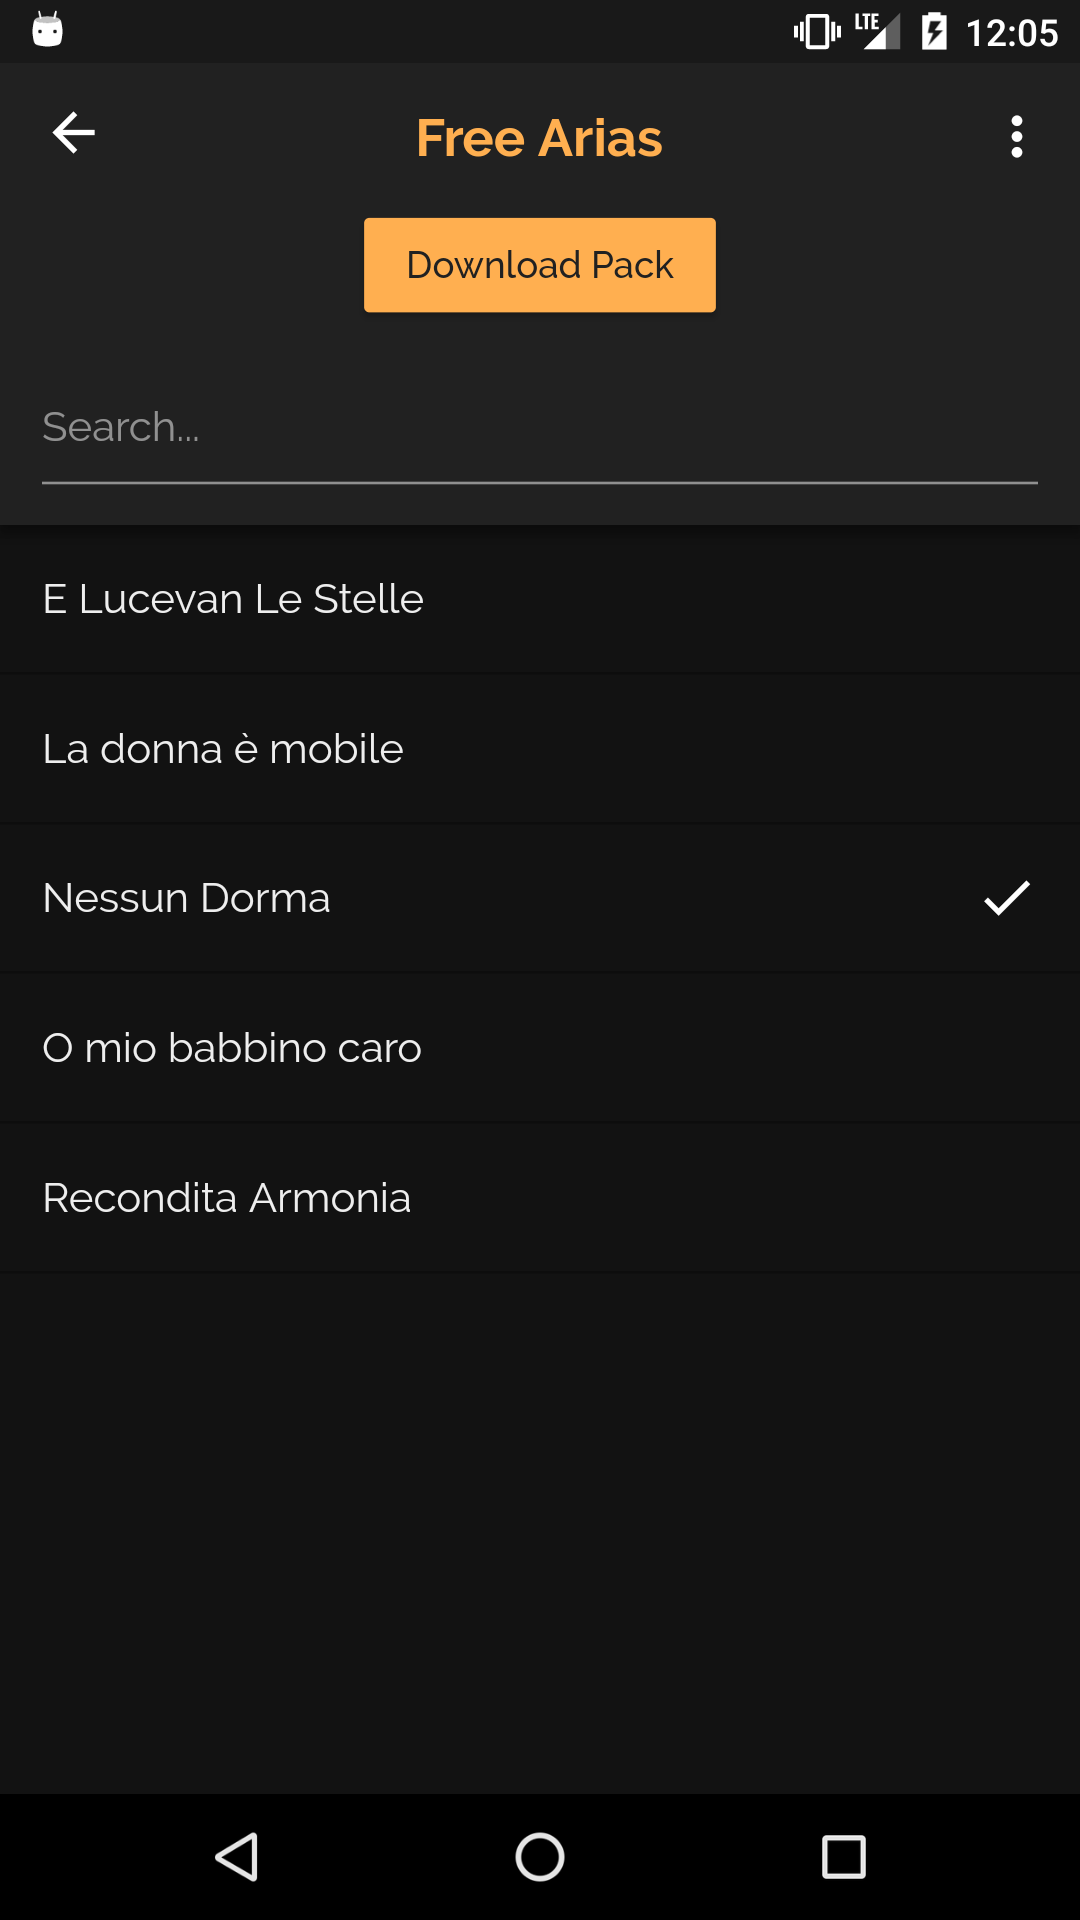 LTE 12:05
Free Arias
Download Pack
Search...
E Lucevan Le Stelle
La donna è mobile
Nessun Dorma
O mio babbino caro
Recondita Armonia